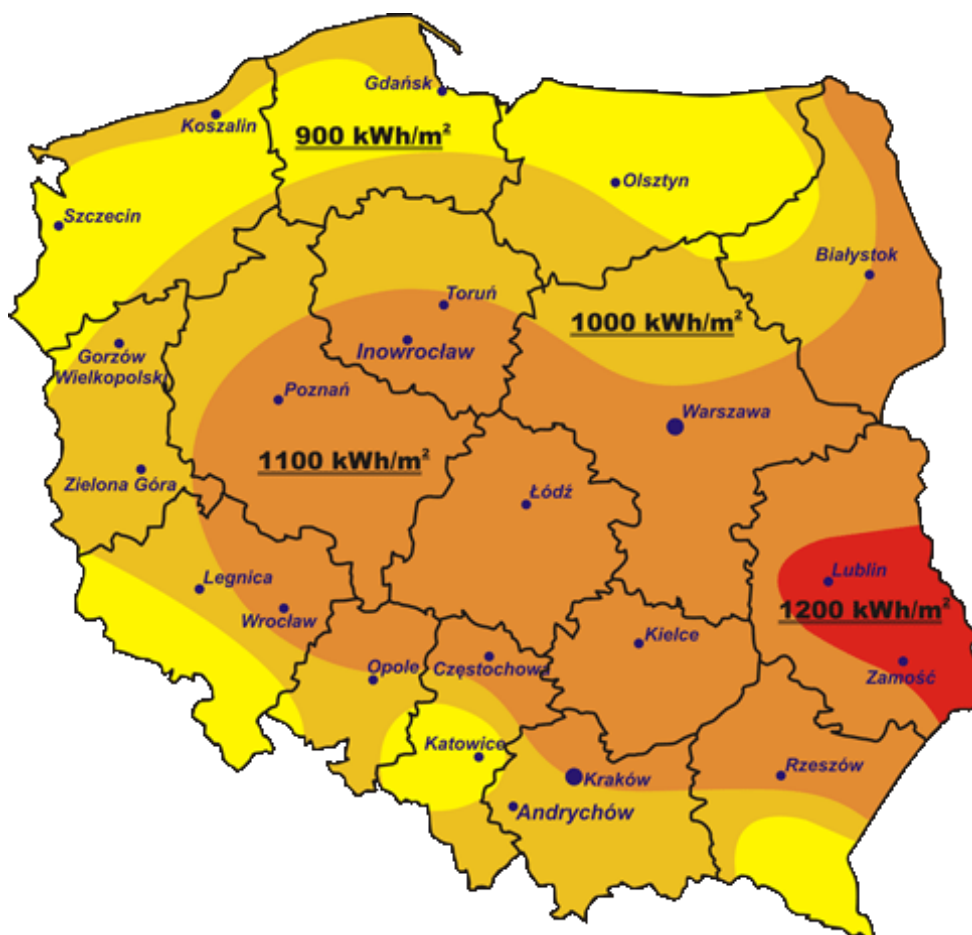 Gdańsk
Koszalin
900 kWh/m²
Olsztyn
Szczecin
Białystok
Toruń
1000 kWh/m²
Gorzów
Wielkopolski
Inowrocław
Poznań
Warszawa
1100 kWh/m²
Zielona Góra
Łódź
Legnica
Lublin
Wrocław
1200 kWh/m²
Kielce
Opole
Częstochowa
Zamość
Katowice
Kraków
Rzeszów
Andrychów